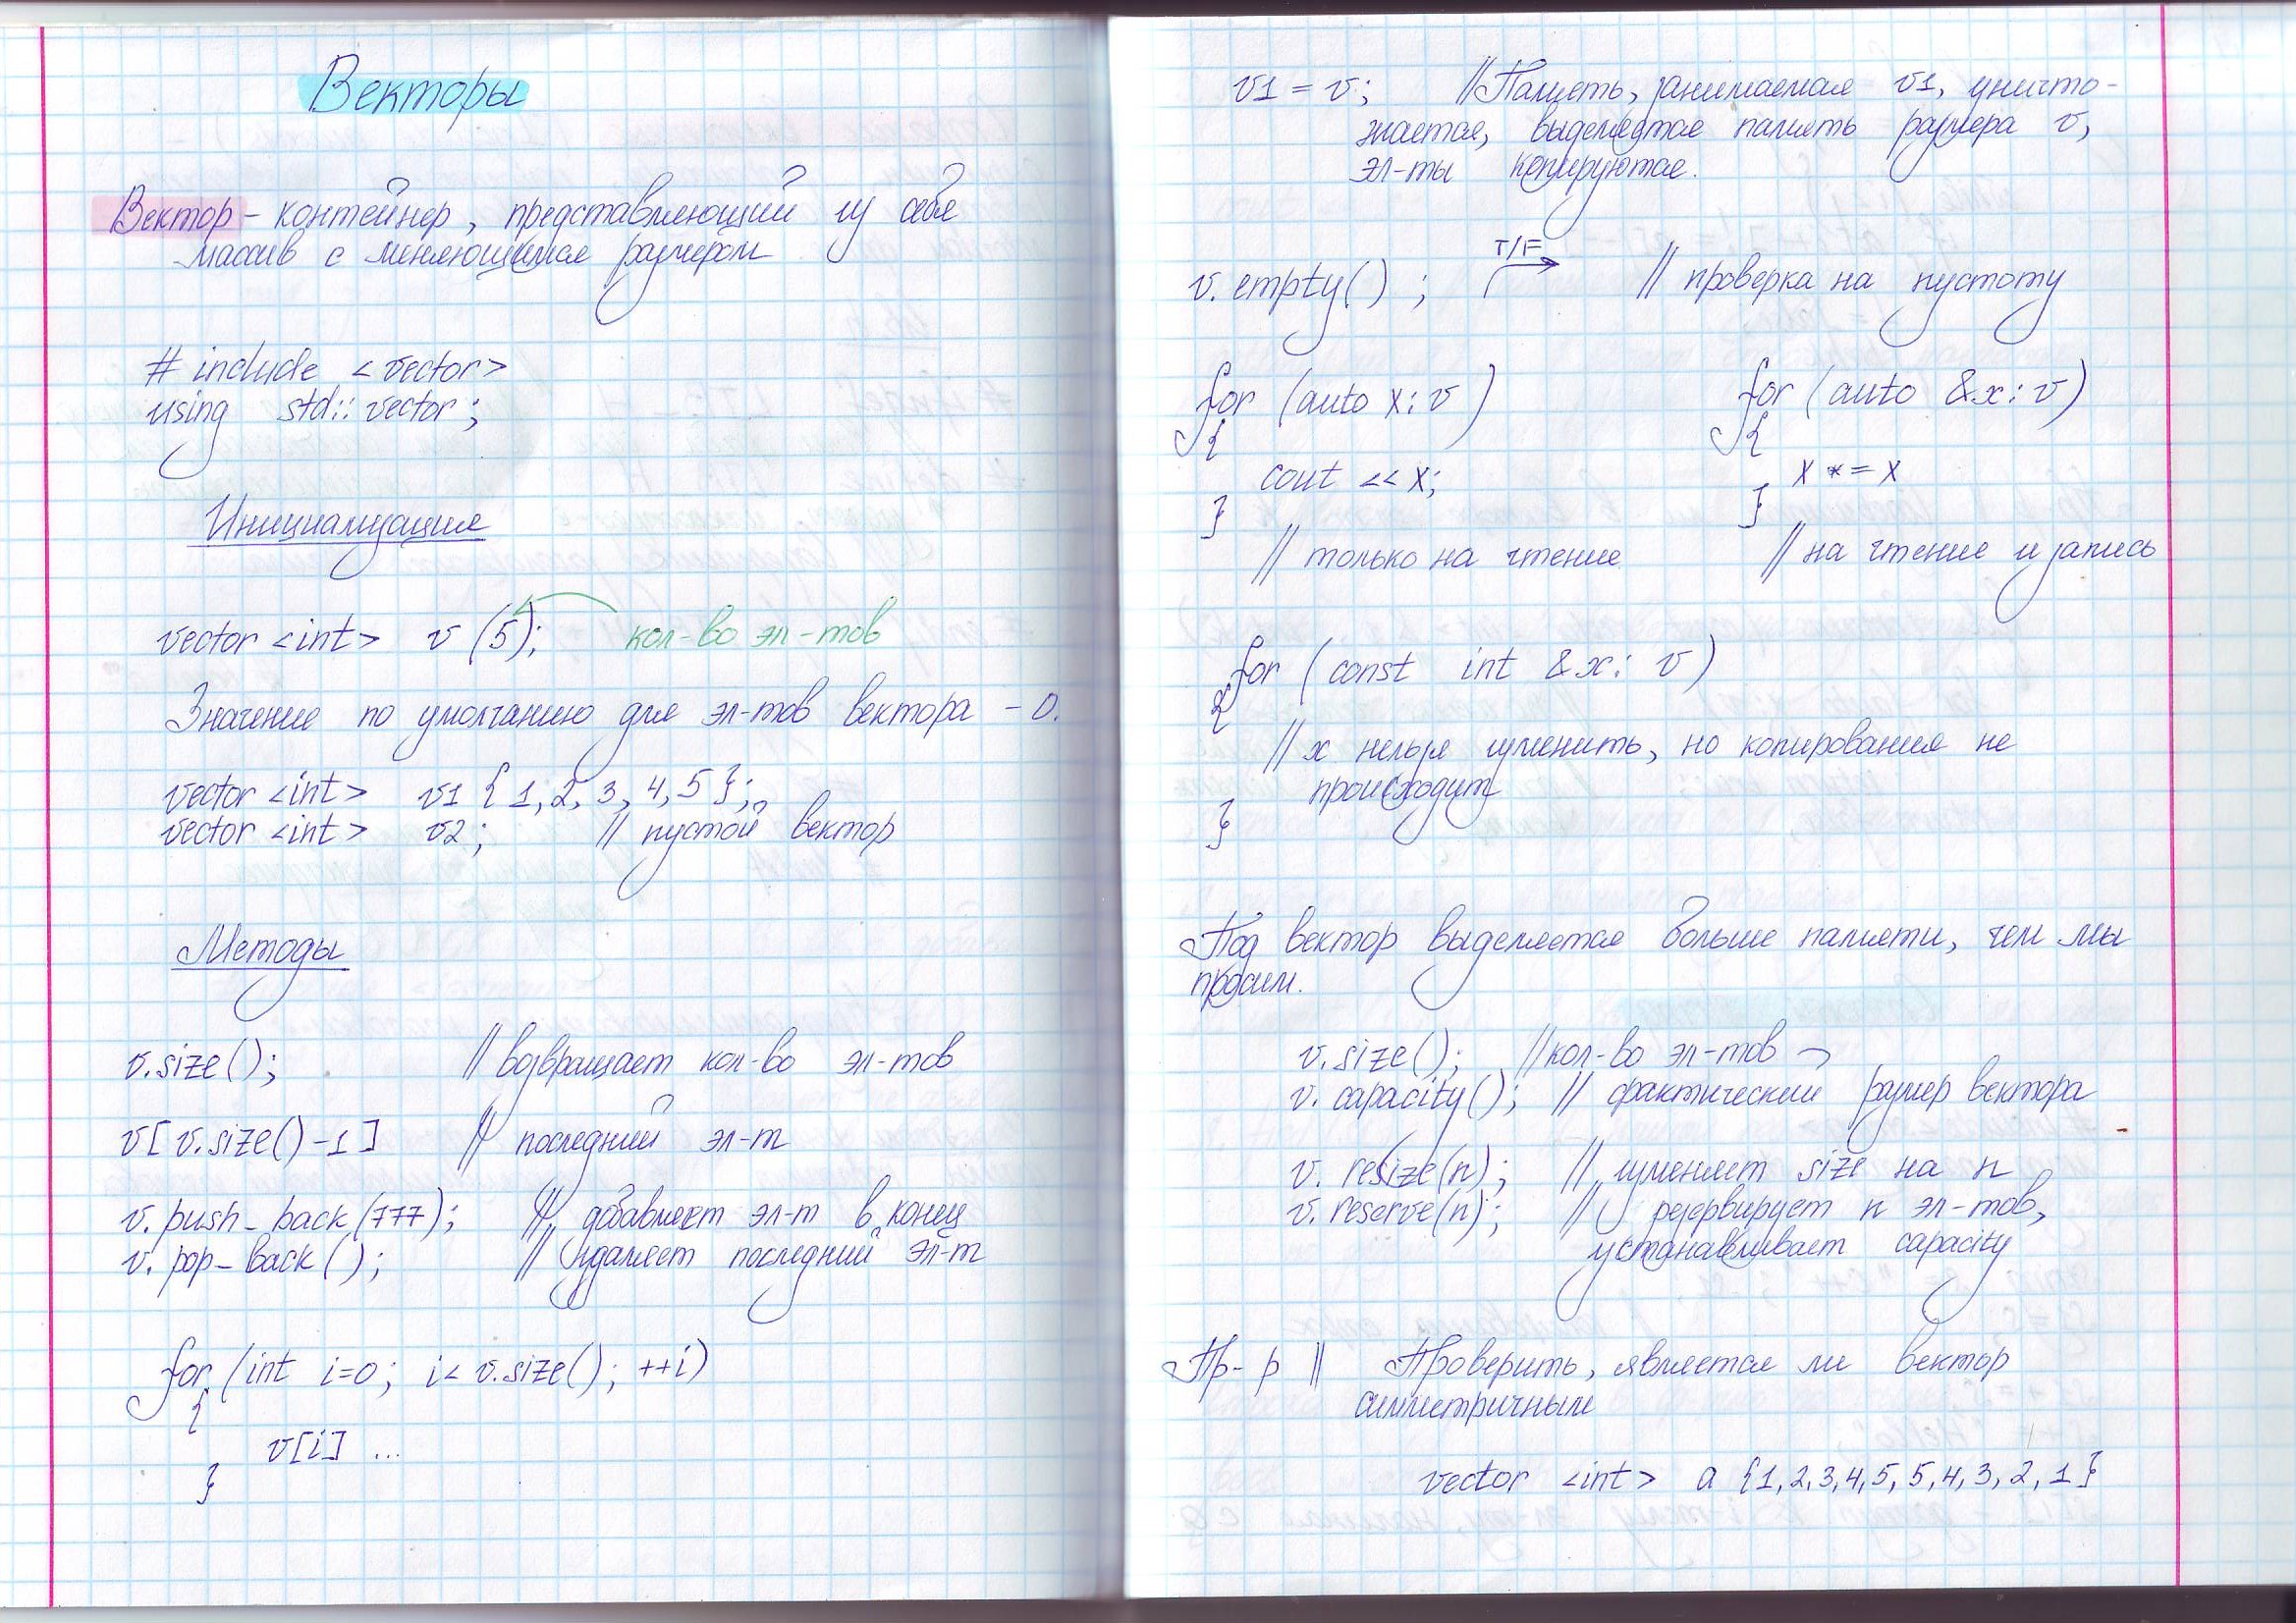 Векторы
Вектор - контейнер, представляющий из себя
массив с меняющимся размером
# include <vector>
using std::vector;
Инициализация
vector <int> v (5); кол-во эл-тов
Значение по умолчанию для эл-тов вектора - 0.
vector <int> v1 {1, 2, 3, 4, 5};
vector <int> v2; // пустой вектор
Методы
v.size(); // возвращает кол-во эл-тов
v[v.size()-1] // последний эл-т
v.push_back(777); // добавляет эл-т в конец
v.pop_back(); // удаляет последний эл-т
for (int i=0; i< v.size(); ++i)
{
v[i] ...
}
v1 = v; // Память, занимаемая v1, уничто-
жается, выделяется память размера v,
эл-ты копируются.
v.empty(); T/F // проверка на пустоту
for (auto x: v) for (auto &x: v)
{ {
cout << x; x *= x
} }
// только на чтение // на чтение и запись
for (const int &x: v)
{
// x нельзя изменить, но копирования не
происходит
}
Под вектор выделяется больше памяти, чем мы
просим.
v.size(); // кол-во эл-тов
v.capacity(); // фактический размер вектора
v.resize(n); // изменяет size на n
v.reserve(n); // резервирует n эл-тов,
устанавливает capacity
Пр-р // Проверить, является ли вектор
симметричным
vector <int> a {1,2,3,4,5,5,4,3,2,1}